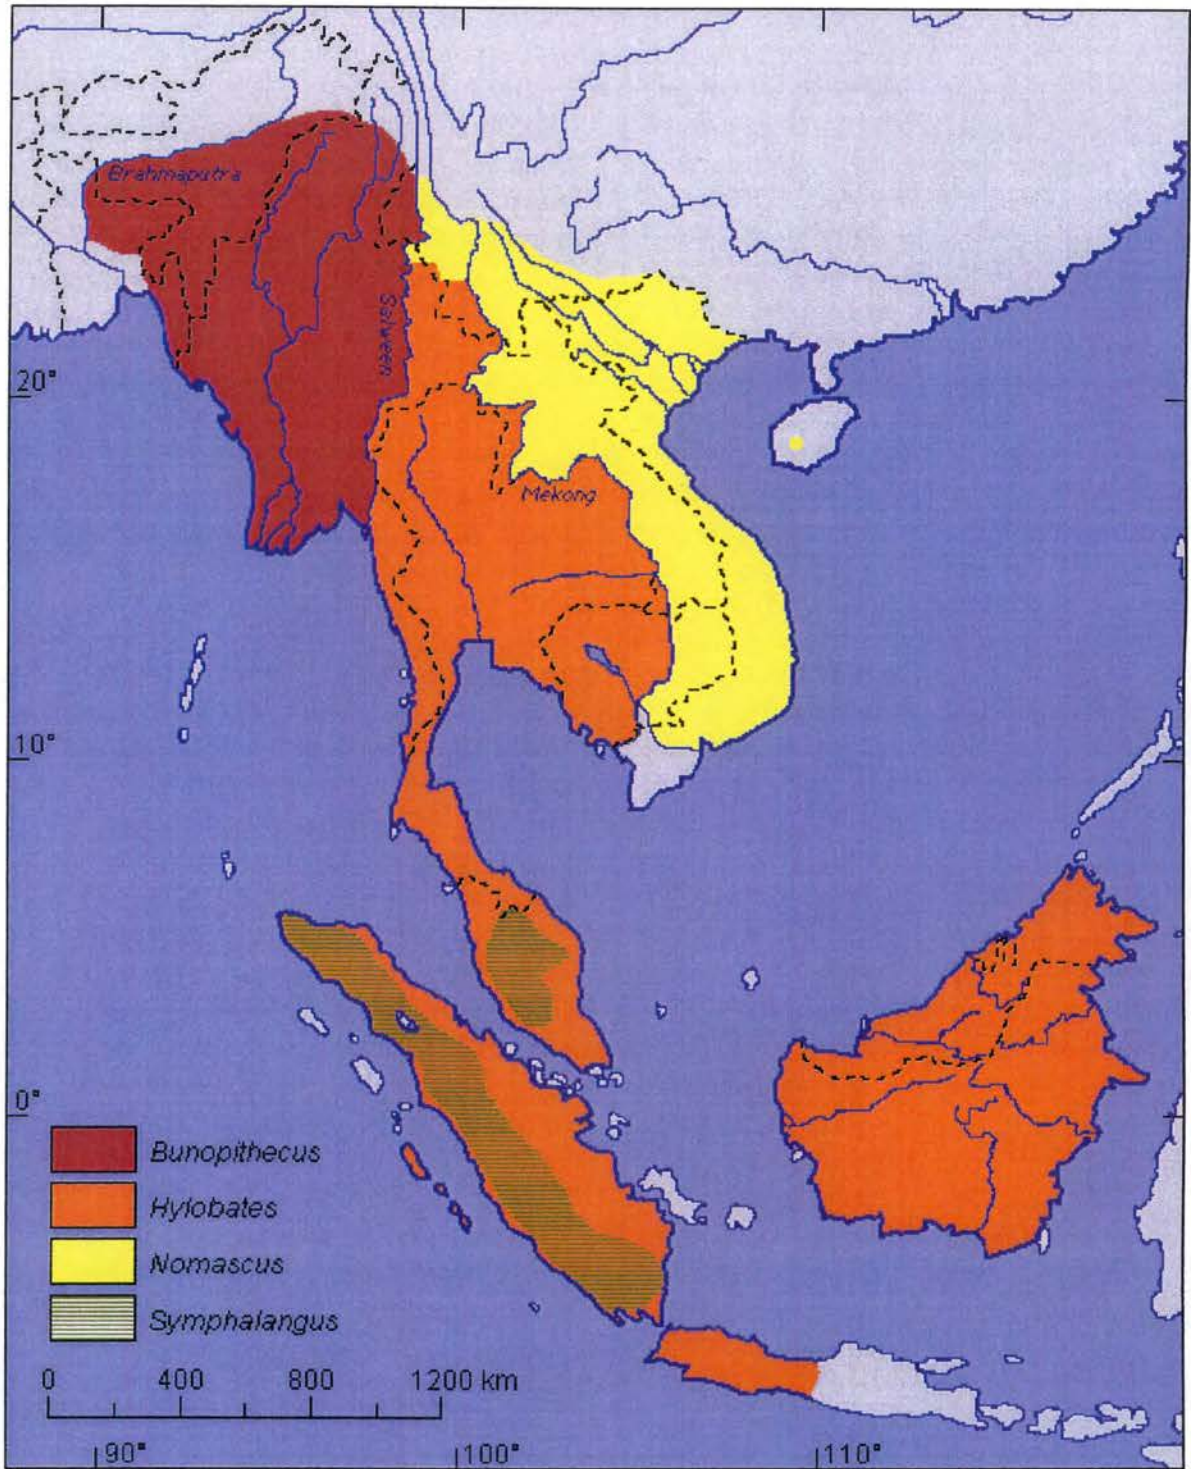 Brahmaputra
Salween
20°
Mekong
10°
0°
Bunopithecus
Hylobates
Nomascus
Symphalangus
0 400 800 1200 km
90° 100° 110°